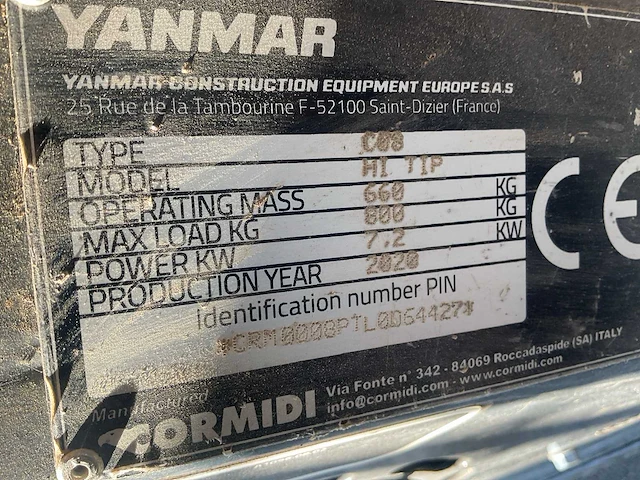 YANMAR
YANMAR CONSTRUCTION EQUIPMENT EUROPE S.A.S
25 Rue de la Tambourine F-52100 Saint-Dizier (France)
TYPE C08
MODEL HI TIP
OPERATING MASS 660 KG
MAX LOAD KG 800 KG
POWER KW 7.2 KW
PRODUCTION YEAR 2020
identification number PIN
*CRM0008PTL0D64427*
CE
Manufactured
CORMIDI
Via Fonte n° 342 - 84069 Roccadaspide (SA) ITALY
info@cormidi.com - www.cormidi.com